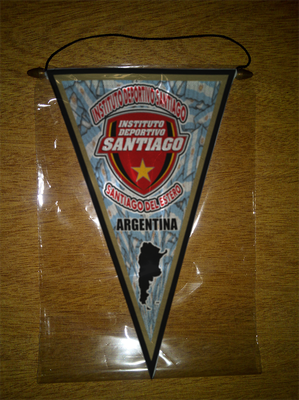 INSTITUTO DEPORTIVO SANTIAGO
INSTITUTO
DEPORTIVO
SANTIAGO
SANTIAGO DEL ESTERO
ARGENTINA